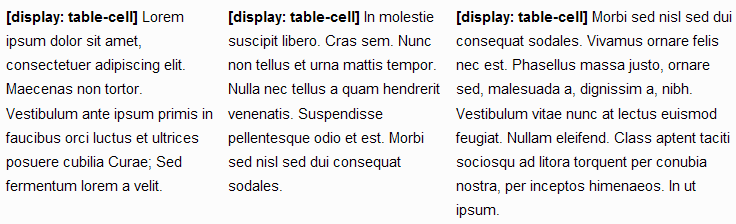 [display: table-cell] Lorem
ipsum dolor sit amet,
consectetuer adipiscing elit.
Maecenas non tortor.
Vestibulum ante ipsum primis in
faucibus orci luctus et ultrices
posuere cubilia Curae; Sed
fermentum lorem a velit.
[display: table-cell] In molestie
suscipit libero. Cras sem. Nunc
non tellus et urna mattis tempor.
Nulla nec tellus a quam hendrerit
venenatis. Suspendisse
pellentesque odio et est. Morbi
sed nisl sed dui consequat
sodales.
[display: table-cell] Morbi sed nisl sed dui
consequat sodales. Vivamus ornare felis
nec est. Phasellus massa justo, ornare
sed, malesuada a, dignissim a, nibh.
Vestibulum vitae nunc at lectus euismod
feugiat. Nullam eleifend. Class aptent taciti
sociosqu ad litora torquent per conubia
nostra, per inceptos himenaeos. In ut
ipsum.